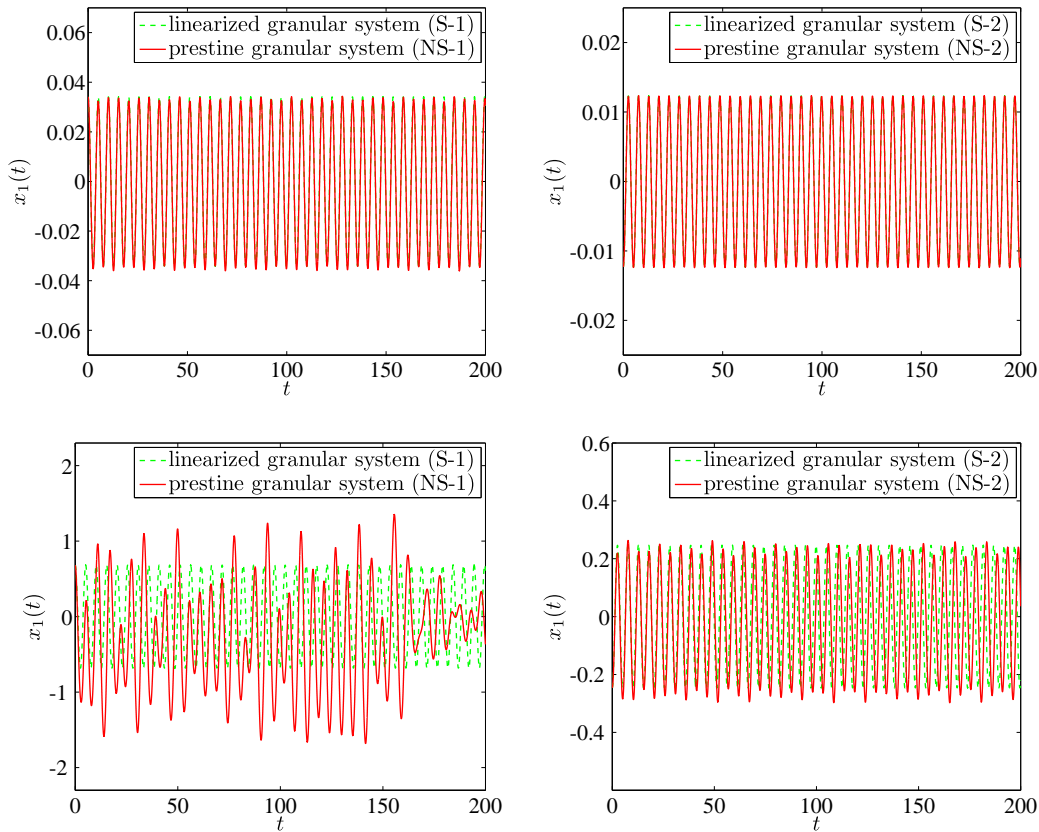 linearized granular system (S-1)
prestine granular system (NS-1)
0.06
0.04
0.02
0
-0.02
-0.04
-0.06
x₁(t)
0 50 100 150 200
t
linearized granular system (S-2)
prestine granular system (NS-2)
0.02
0.01
0
-0.01
-0.02
x₁(t)
0 50 100 150 200
t
linearized granular system (S-1)
prestine granular system (NS-1)
2
1
0
-1
-2
x₁(t)
0 50 100 150 200
t
linearized granular system (S-2)
prestine granular system (NS-2)
0.6
0.4
0.2
0
-0.2
-0.4
x₁(t)
0 50 100 150 200
t